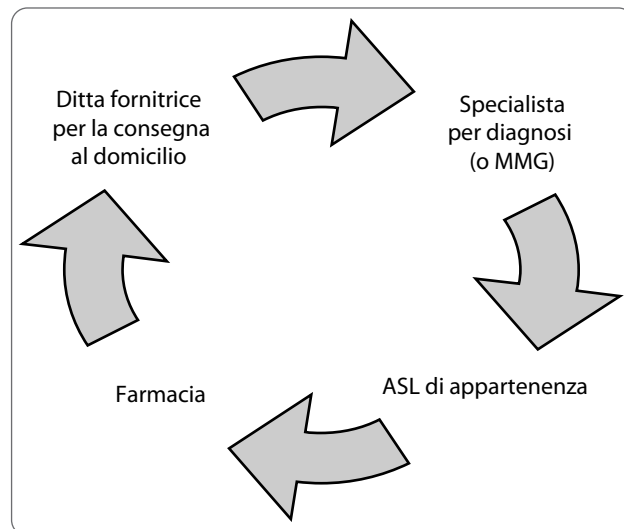 Ditta fornitrice
per la consegna
al domicilio
Specialista
per diagnosi
(o MMG)
ASL di appartenenza
Farmacia